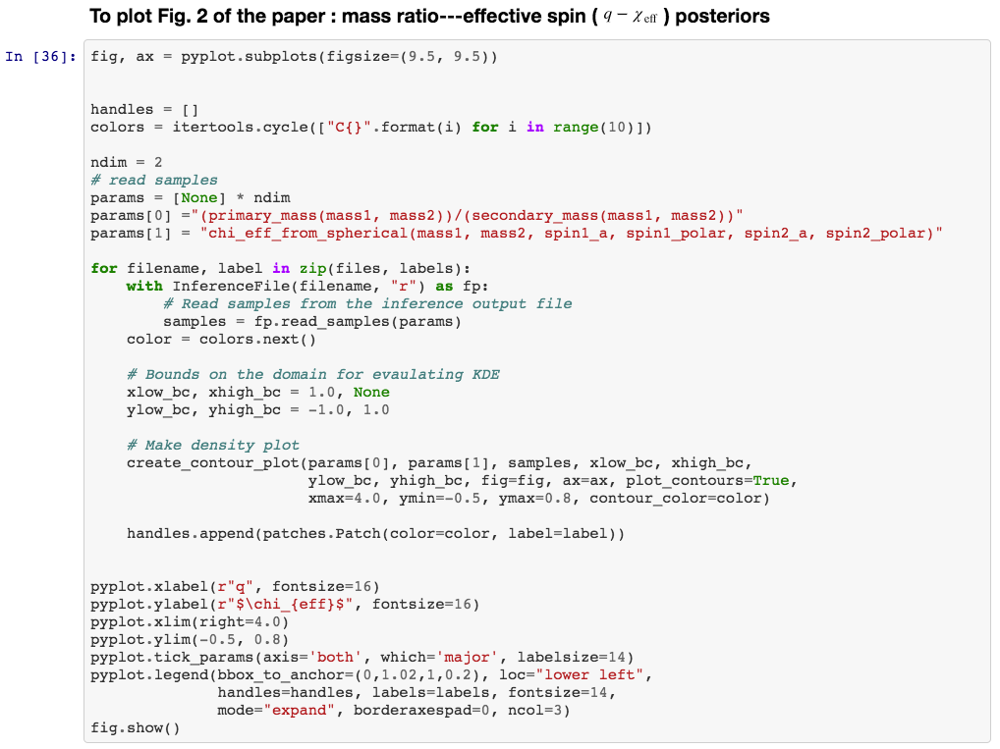 To plot Fig. 2 of the paper : mass ratio---effective spin ( q − χeff ) posteriors
In [36]: fig, ax = pyplot.subplots(figsize=(9.5, 9.5))
handles = []
colors = itertools.cycle(["C{}".format(i) for i in range(10)])
ndim = 2
# read samples
params = [None] * ndim
params[0] ="(primary_mass(mass1, mass2))/(secondary_mass(mass1, mass2))"
params[1] = "chi_eff_from_spherical(mass1, mass2, spin1_a, spin1_polar, spin2_a, spin2_polar)"
for filename, label in zip(files, labels):
    with InferenceFile(filename, "r") as fp:
        # Read samples from the inference output file
        samples = fp.read_samples(params)
    color = colors.next()
    # Bounds on the domain for evaulating KDE
    xlow_bc, xhigh_bc = 1.0, None
    ylow_bc, yhigh_bc = -1.0, 1.0
    # Make density plot
    create_contour_plot(params[0], params[1], samples, xlow_bc, xhigh_bc,
                        ylow_bc, yhigh_bc, fig=fig, ax=ax, plot_contours=True,
                        xmax=4.0, ymin=-0.5, ymax=0.8, contour_color=color)
    handles.append(patches.Patch(color=color, label=label))
pyplot.xlabel(r"q", fontsize=16)
pyplot.ylabel(r"$\chi_{eff}$", fontsize=16)
pyplot.xlim(right=4.0)
pyplot.ylim(-0.5, 0.8)
pyplot.tick_params(axis='both', which='major', labelsize=14)
pyplot.legend(bbox_to_anchor=(0,1.02,1,0.2), loc="lower left",
              handles=handles, labels=labels, fontsize=14,
              mode="expand", borderaxespad=0, ncol=3)
fig.show()